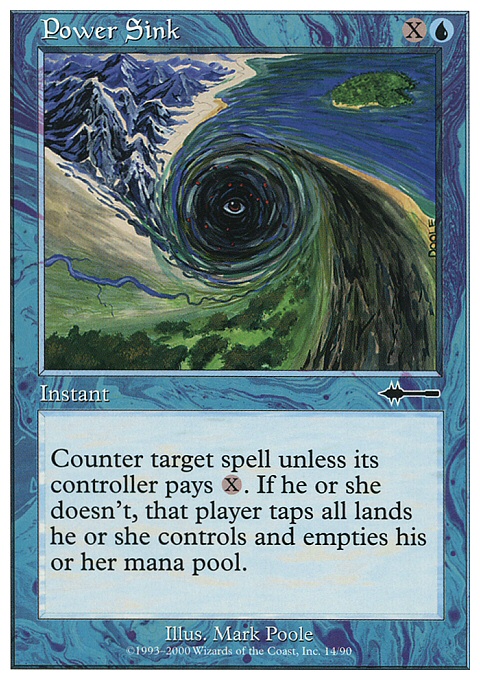 Power Sink X
POOLE
Instant
Counter target spell unless its
controller pays X. If he or she
doesn't, that player taps all lands
he or she controls and empties his
or her mana pool.
Illus. Mark Poole
©1993-2000 Wizards of the Coast, Inc. 14/90